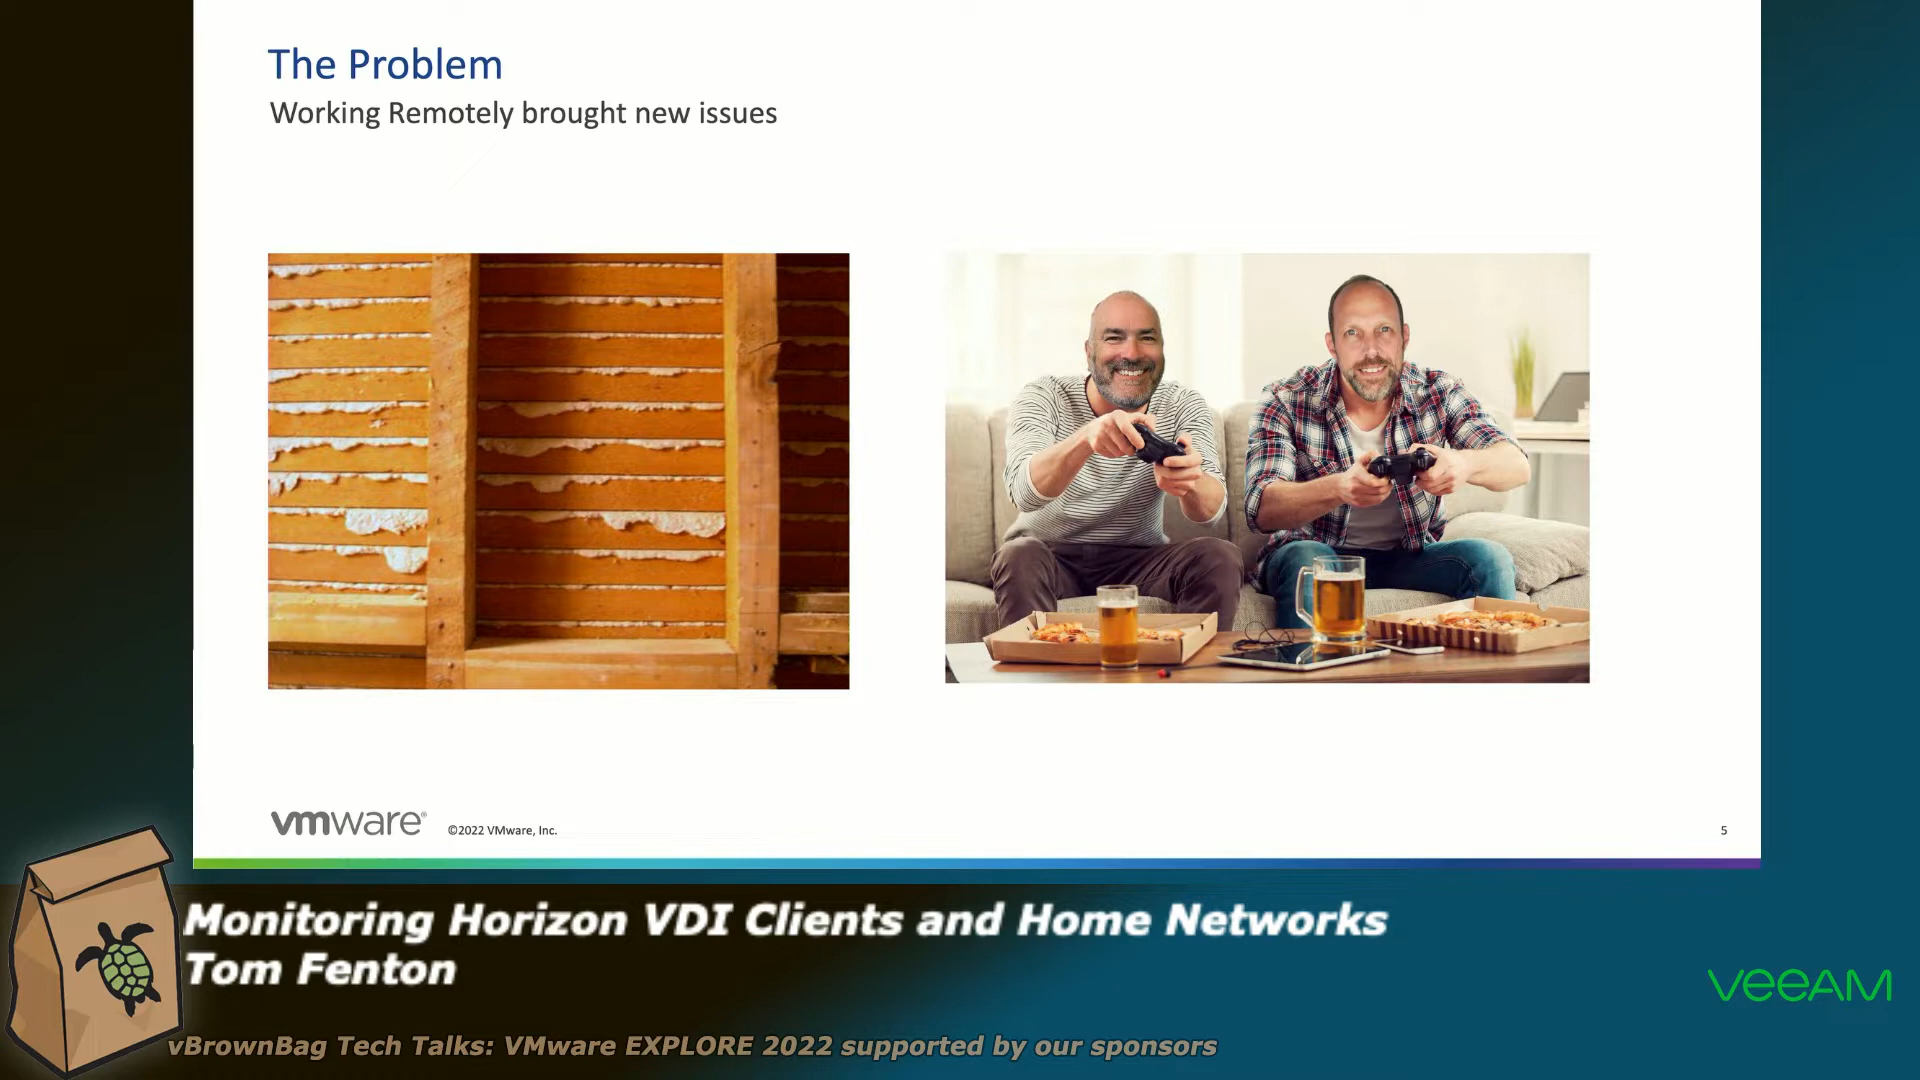 The Problem
Working Remotely brought new issues
vmware®
©2022 VMware, Inc.
5
Monitoring Horizon VDI Clients and Home Networks
Tom Fenton
veeAM
vBrownBag Tech Talks: VMware EXPLORE 2022 supported by our sponsors